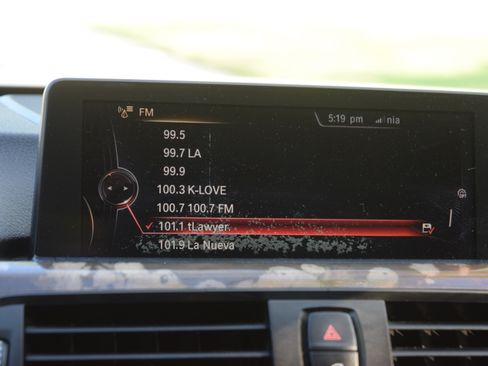 FM
5:19 pm nia
99.5
99.7 LA
99.9
100.3 K-LOVE
100.7 100.7 FM
101.1 tLawyer.
101.9 La Nueva